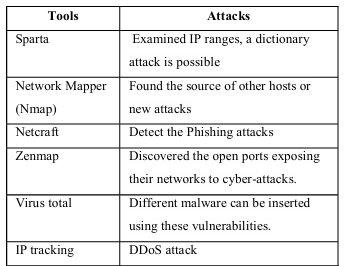 Tools Attacks
Sparta Examined IP ranges, a dictionary
attack is possible
Network Mapper Found the source of other hosts or
(Nmap) new attacks
Netcraft Detect the Phishing attacks
Zenmap Discovered the open ports exposing
their networks to cyber-attacks.
Virus total Different malware can be inserted
using these vulnerabilities.
IP tracking DDoS attack